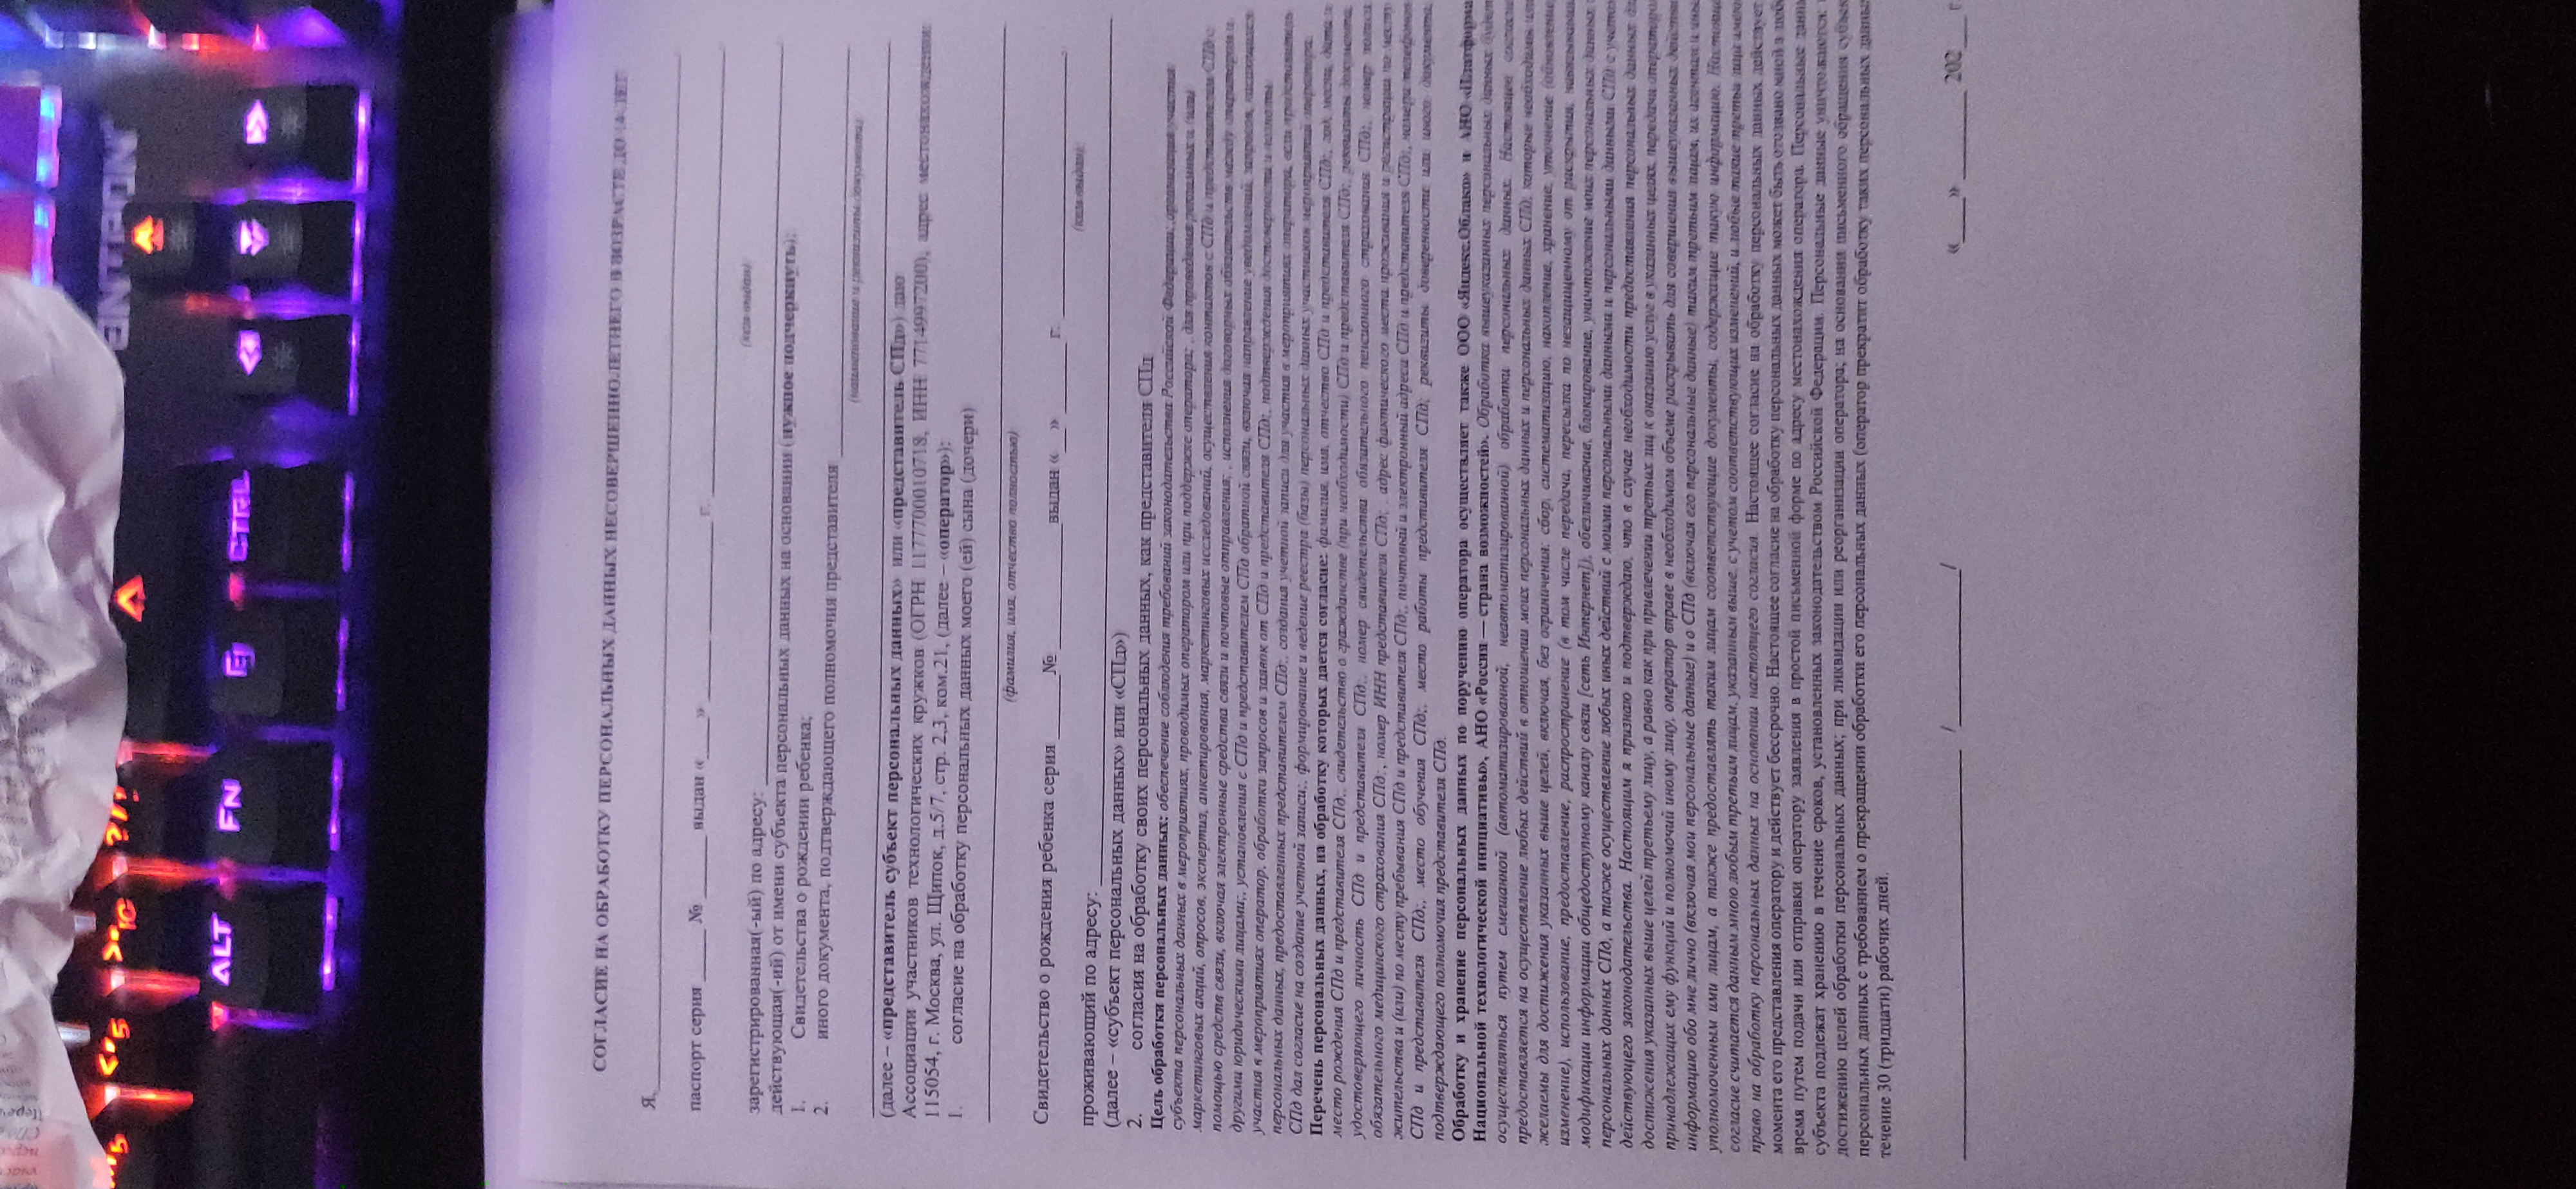 ALT FN CTRL
СОГЛАСИЕ НА ОБРАБОТКУ ПЕРСОНАЛЬНЫХ ДАННЫХ НЕСОВЕРШЕННОЛЕТНЕГО В ВОЗРАСТЕ ДО 14 ЛЕТ
Я,
паспорт серия _____ № ______ выдан «____» ______ ___________ г.
(кем выдан)
зарегистрированная(-ый) по адресу:
действующая(-ий) от имени субъекта персональных данных на основании (нужное подчеркнуть):
1. Свидетельства о рождении ребенка;
2. иного документа, подтверждающего полномочия представителя
(наименование и реквизиты документа)
(далее – «представитель субъект персональных данных» или «представитель СПд») даю
Ассоциации участников технологических кружков (ОГРН 1177700010718, ИНН 7714997200), адрес местонахождения:
115054, г. Москва, ул. Щипок, д.5/7, стр. 2,3, ком.21, (далее – «оператор»):
1. согласие на обработку персональных данных моего (ей) сына (дочери)
(фамилия, имя, отчество полностью)
Свидетельство о рождения ребенка серия ______№ ____________выдан «__» _______ г.
(кем выдан)
проживающий по адресу:
(далее – «субъект персональных данных» или «СПд»)
2. согласия на обработку своих персональных данных, как представителя СПд
Цель обработки персональных данных: обеспечение соблюдения требований законодательства Российской Федерации; организация участия
субъекта персональных данных в мероприятиях, проводимых оператором или при поддержке оператора; , для проведения рекламных и (или)
маркетинговых акций, опросов, экспертиз, анкетирования, маркетинговых исследований, осуществления контактов с СПд и представителем СПд с
помощью средств связи, включая электронные средства связи и почтовые отправления; , исполнения договорных обязательств между оператором и
другими юридическими лицами;, установления с СПд и представителем СПд обратной связи, включая направление уведомлений, запросов, касающихся
участия в мероприятиях оператор, обработки запросов и заявок от СПд и представителя СПд;, подтверждения достоверности и полноты
персональных данных, предоставленных представителем СПд;, создания учетной записи для участия в мероприятиях оператора, если представитель
СПд дал согласие на создание учетной записи;, формирование и ведение реестра (базы) персональных данных участников мероприятий оператора.
Перечень персональных данных, на обработку которых дается согласие: фамилия, имя, отчество СПд и представителя СПд;, год, месяц, дата и
место рождения СПд и представителя СПд;, свидетельство о гражданстве (при необходимости) СПд и представителя СПд;, реквизиты документа,
удостоверяющего личность СПд и представителя СПд;, номер свидетельства обязательного пенсионного страхования СПд;, номер полиса
обязательного медицинского страхования СПд;, номер ИНН представителя СПд; , адрес фактического места проживания и регистрации по месту
жительства и (или) по месту пребывания СПд и представителя СПд;, почтовый и электронный адреса СПд и представителя СПд;, номера телефонов
СПд и представителя СПд;, место обучения СПд;, место работы представителя СПд; реквизиты доверенности или иного документа,
подтверждающего полномочия представителя СПд.
Обработку и хранение персональных данных по поручению оператора осуществляет также ООО «Яндекс.Облако» и АНО «Платформа
Национальной технологической инициативы», АНО «Россия — страна возможностей». Обработка вышеуказанных персональных данных будет
осуществляться путем смешанной (автоматизированной, неавтоматизированной) обработки персональных данных. Настоящее согласие
предоставляется на осуществление любых действий в отношении моих персональных данных и персональных данных СПд, которые необходимы или
желаемы для достижения указанных выше целей, включая, без ограничения: сбор, систематизацию, накопление, хранение, уточнение (обновление,
изменение), использование, предоставление, распространение (в том числе передача, пересылка по незащищенному от раскрытия,
модификации информации общедоступному каналу связи [сеть Интернет]), обезличивание, блокирование, уничтожение моих персональных данных
персональных данных СПд, а также осуществление любых иных действий с моими персональными данными и персональными данными СПд с учетом
действующего законодательства. Настоящим я признаю и подтверждаю, что в случае необходимости предоставления персональных данных
достижения указанных выше целей третьему лицу, а равно как при привлечении третьих лиц к оказанию услуг в указанных целях, передачи оператором
принадлежащих ему функций и полномочий иному лицу, оператор вправе в необходимом объеме раскрывать для совершения вышеуказанных действий
информацию обо мне лично (включая мои персональные данные) и о СПд (включая его персональные данные) таким третьим лицам, их агентам и иным
уполномоченным ими лицам, а также предоставлять таким лицам соответствующие документы, содержащие такую информацию. Настоящее
согласие считается данным мною любым третьим лицам, указанным выше, с учетом соответствующих изменений, и любые такие третьи лица имеют
право на обработку персональных данных на основании настоящего согласия. Настоящее согласие на обработку персональных данных действует
момента его представления оператору и действует бессрочно. Настоящее согласие на обработку персональных данных может быть отозвано мной в
время путем подачи или отправки оператору заявления в простой письменной форме по адресу местонахождения оператора. Персональные
субъекта подлежат хранению в течение сроков, установленных законодательством Российской Федерации. Персональные данные уничтожаются:
достижению целей обработки персональных данных; при ликвидации или реорганизации оператора; на основании письменного обращения
персональных данных с требованием о прекращении обработки его персональных данных (оператор прекратит обработку таких персональных
течение 30 (тридцати) рабочих дней.
/ / «____» ________ 202___ г.